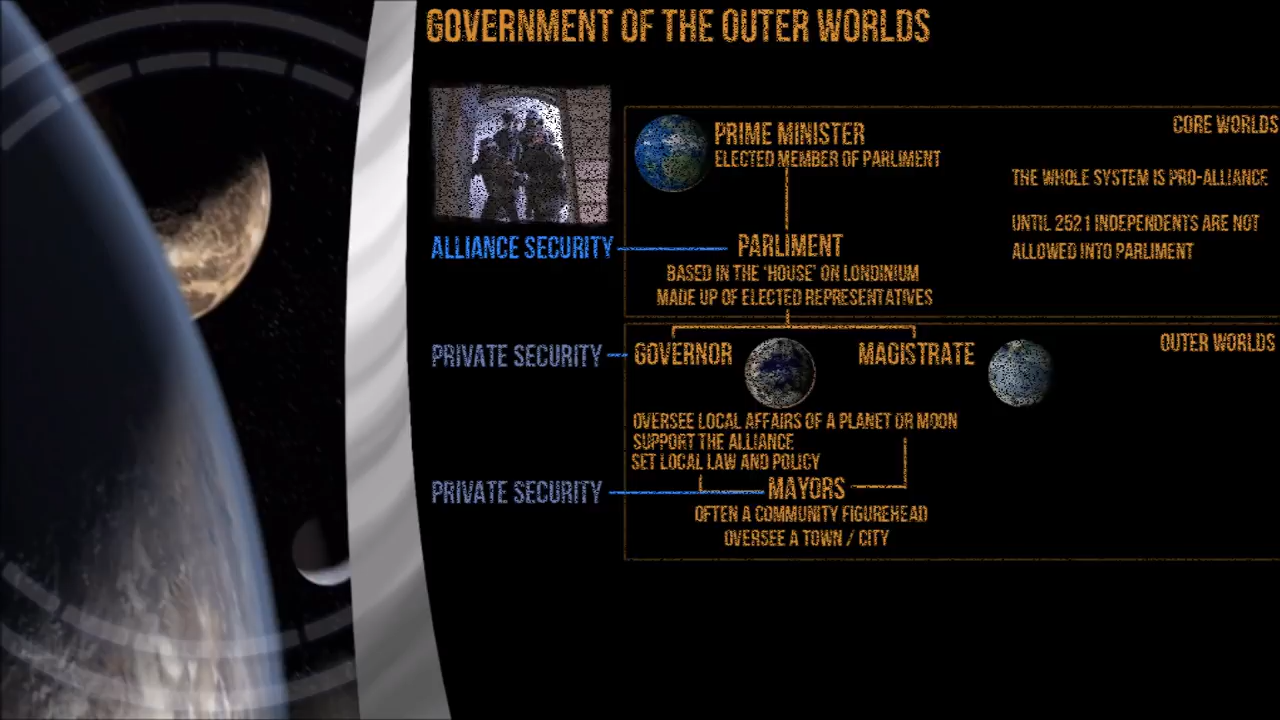 GOVERNMENT OF THE OUTER WORLDS
CORE WORLDS
PRIME MINISTER
ELECTED MEMBER OF PARLIMENT
THE WHOLE SYSTEM IS PRO-ALLIANCE
UNTIL 2521 INDEPENDENTS ARE NOT
ALLOWED INTO PARLIMENT
ALLIANCE SECURITY
PARLIMENT
BASED IN THE 'HOUSE' ON LONDINIUM
MADE UP OF ELECTED REPRESENTATIVES
OUTER WORLDS
PRIVATE SECURITY
GOVERNOR
MAGISTRATE
OVERSEE LOCAL AFFAIRS OF A PLANET OR MOON
SUPPORT THE ALLIANCE
SET LOCAL LAW AND POLICY
PRIVATE SECURITY
MAYORS
OFTEN A COMMUNITY FIGUREHEAD
OVERSEE A TOWN / CITY